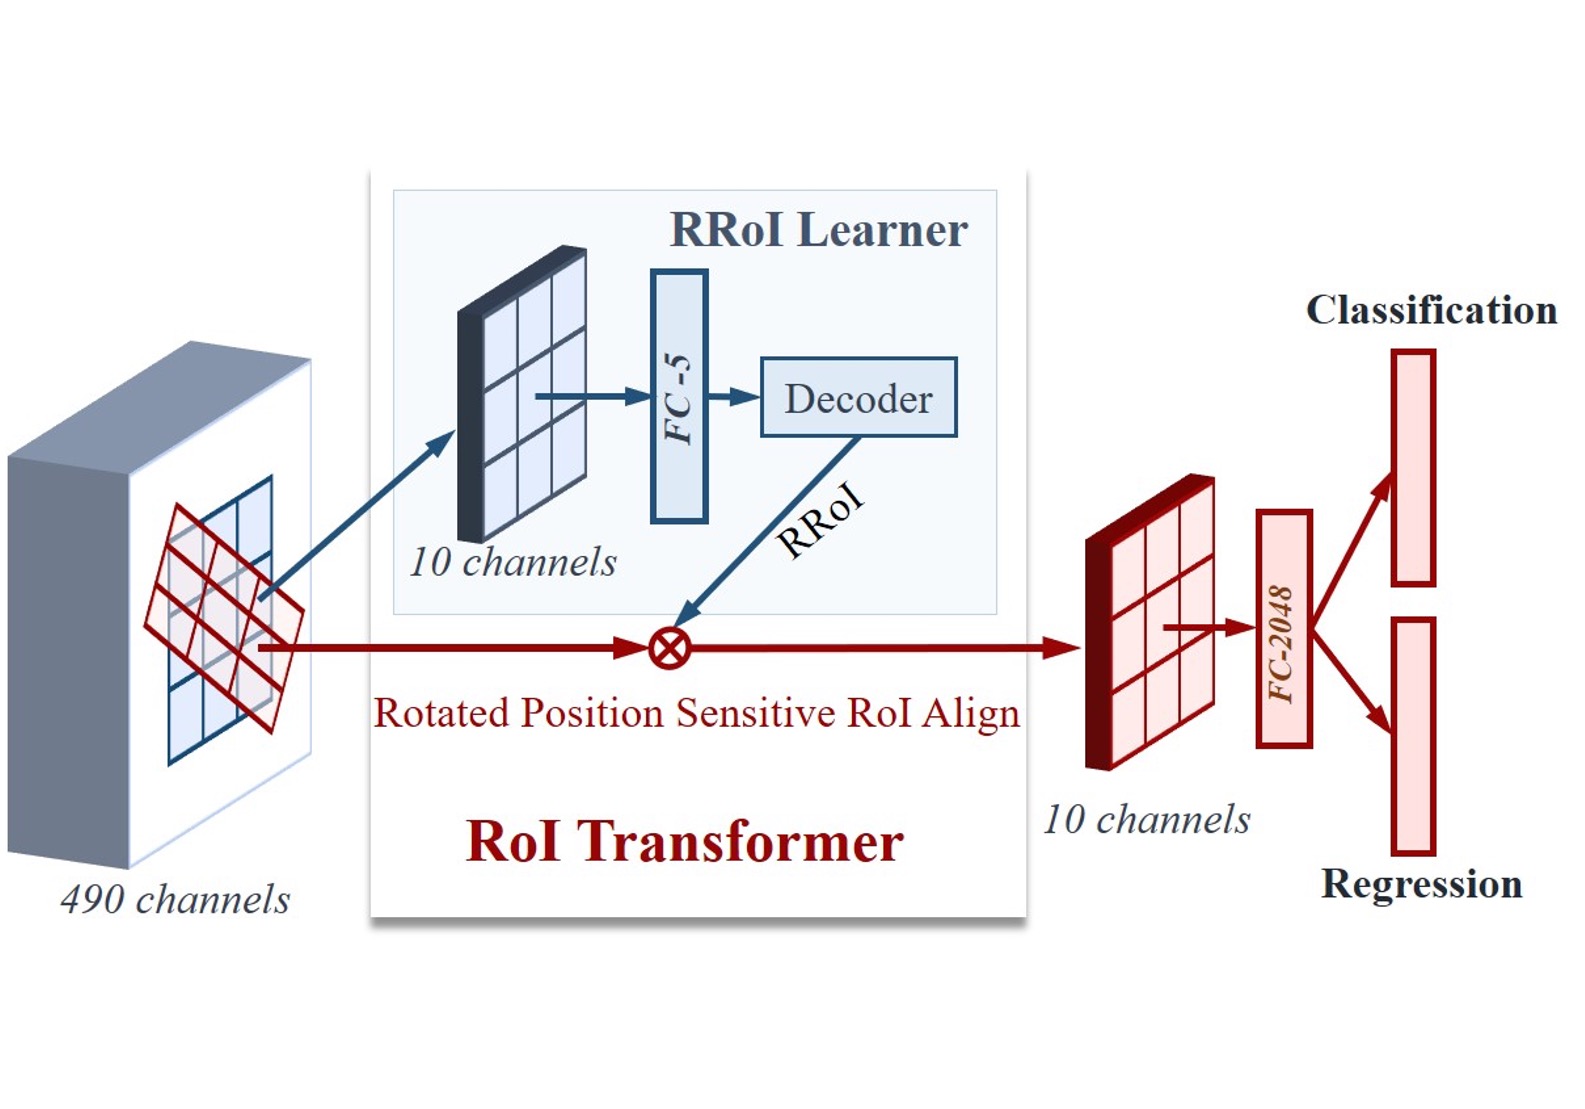 RRoI Learner
Classification
FC -5
Decoder
RRoI
10 channels
FC-2048
Rotated Position Sensitive RoI Align
10 channels
RoI Transformer
490 channels
Regression